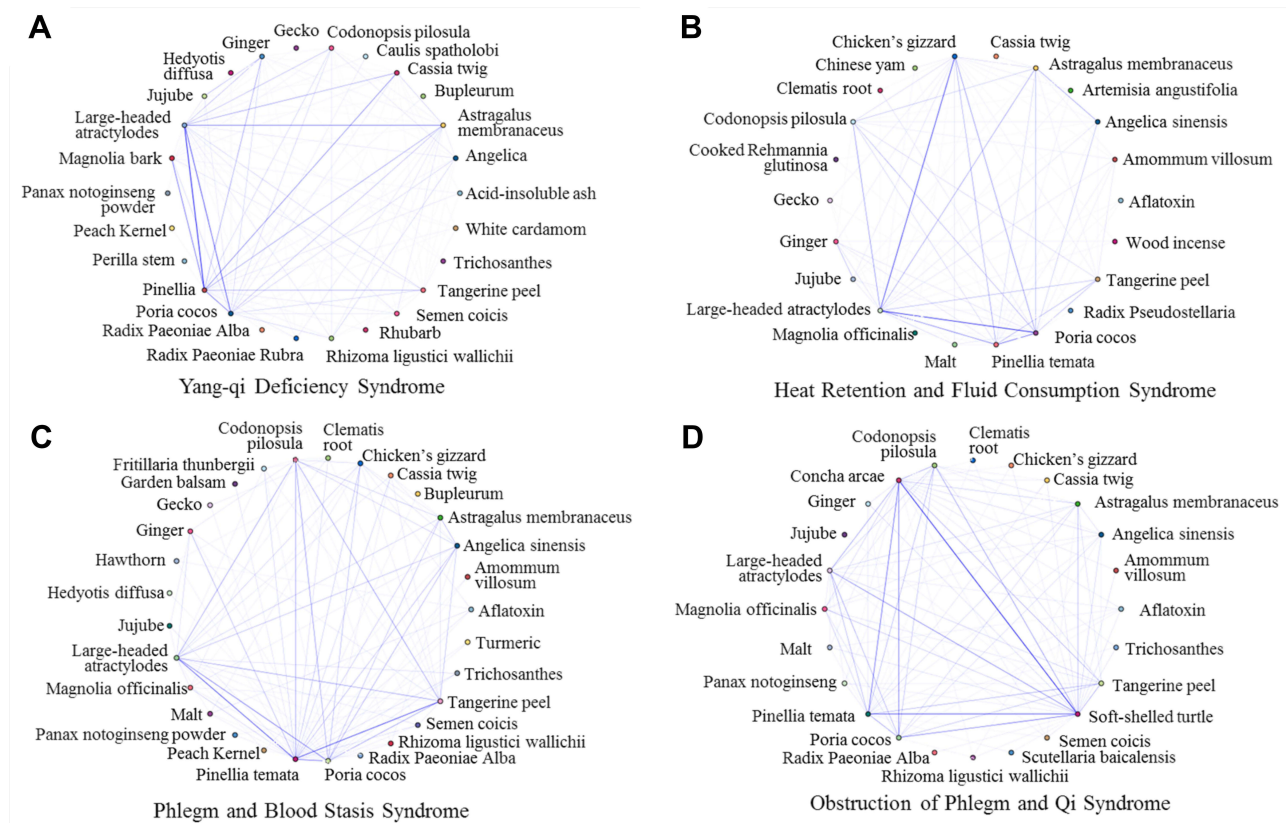 A
Gecko
Codonopsis pilosula
Ginger
Caulis spatholobi
Hedyotis
diffusa
Cassia twig
Jujube
Bupleurum
Large-headed
atractylodes
Astragalus
membranaceus
Magnolia bark
Angelica
Panax notoginseng
powder
Acid-insoluble ash
Peach Kernel
White cardamom
Perilla stem
Trichosanthes
Pinellia
Tangerine peel
Poria cocos
Semen coicis
Radix Paeoniae Alba
Rhubarb
Radix Paeoniae Rubra
Rhizoma ligustici wallichii
Yang-qi Deficiency Syndrome
B
Chicken's gizzard
Cassia twig
Chinese yam
Astragalus membranaceus
Clematis root
Artemisia angustifolia
Codonopsis pilosula
Angelica sinensis
Cooked Rehmannia
glutinosa
Amommum villosum
Gecko
Aflatoxin
Ginger
Wood incense
Jujube
Tangerine peel
Large-headed atractylodes
Radix Pseudostellaria
Magnolia officinalis
Poria cocos
Malt
Pinellia temata
Heat Retention and Fluid Consumption Syndrome
C
Codonopsis
pilosula
Clematis
root
Fritillaria thunbergii
Chicken's gizzard
Garden balsam
Cassia twig
Gecko
Bupleurum
Ginger
Astragalus membranaceus
Hawthorn
Angelica sinensis
Hedyotis diffusa
Amommum
villosum
Jujube
Aflatoxin
Large-headed
atractylodes
Turmeric
Magnolia officinalis
Trichosanthes
Malt
Tangerine peel
Panax notoginseng powder
Semen coicis
Peach Kernel
Rhizoma ligustici wallichii
Pinellia temata
Radix Paeoniae Alba
Poria cocos
Phlegm and Blood Stasis Syndrome
D
Codonopsis
pilosula
Clematis
root
Concha arcae
Chicken's gizzard
Ginger
Cassia twig
Jujube
Astragalus membranaceus
Large-headed
atractylodes
Angelica sinensis
Magnolia officinalis
Amommum
villosum
Malt
Aflatoxin
Panax notoginseng
Trichosanthes
Pinellia temata
Tangerine peel
Poria cocos
Soft-shelled turtle
Radix Paeoniae Alba
Semen coicis
Rhizoma ligustici wallichii
Scutellaria baicalensis
Obstruction of Phlegm and Qi Syndrome